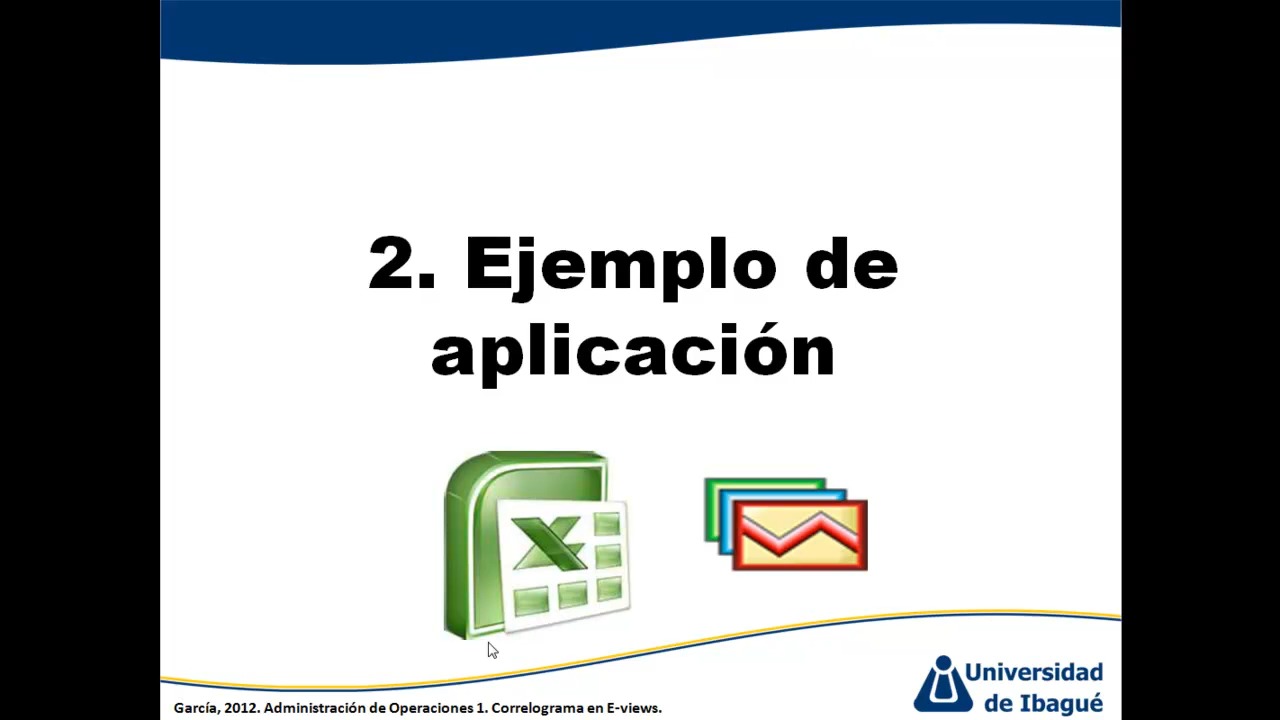 2. Ejemplo de
aplicación
Universidad
de Ibagué
García, 2012. Administración de Operaciones 1. Correlograma en E-views.